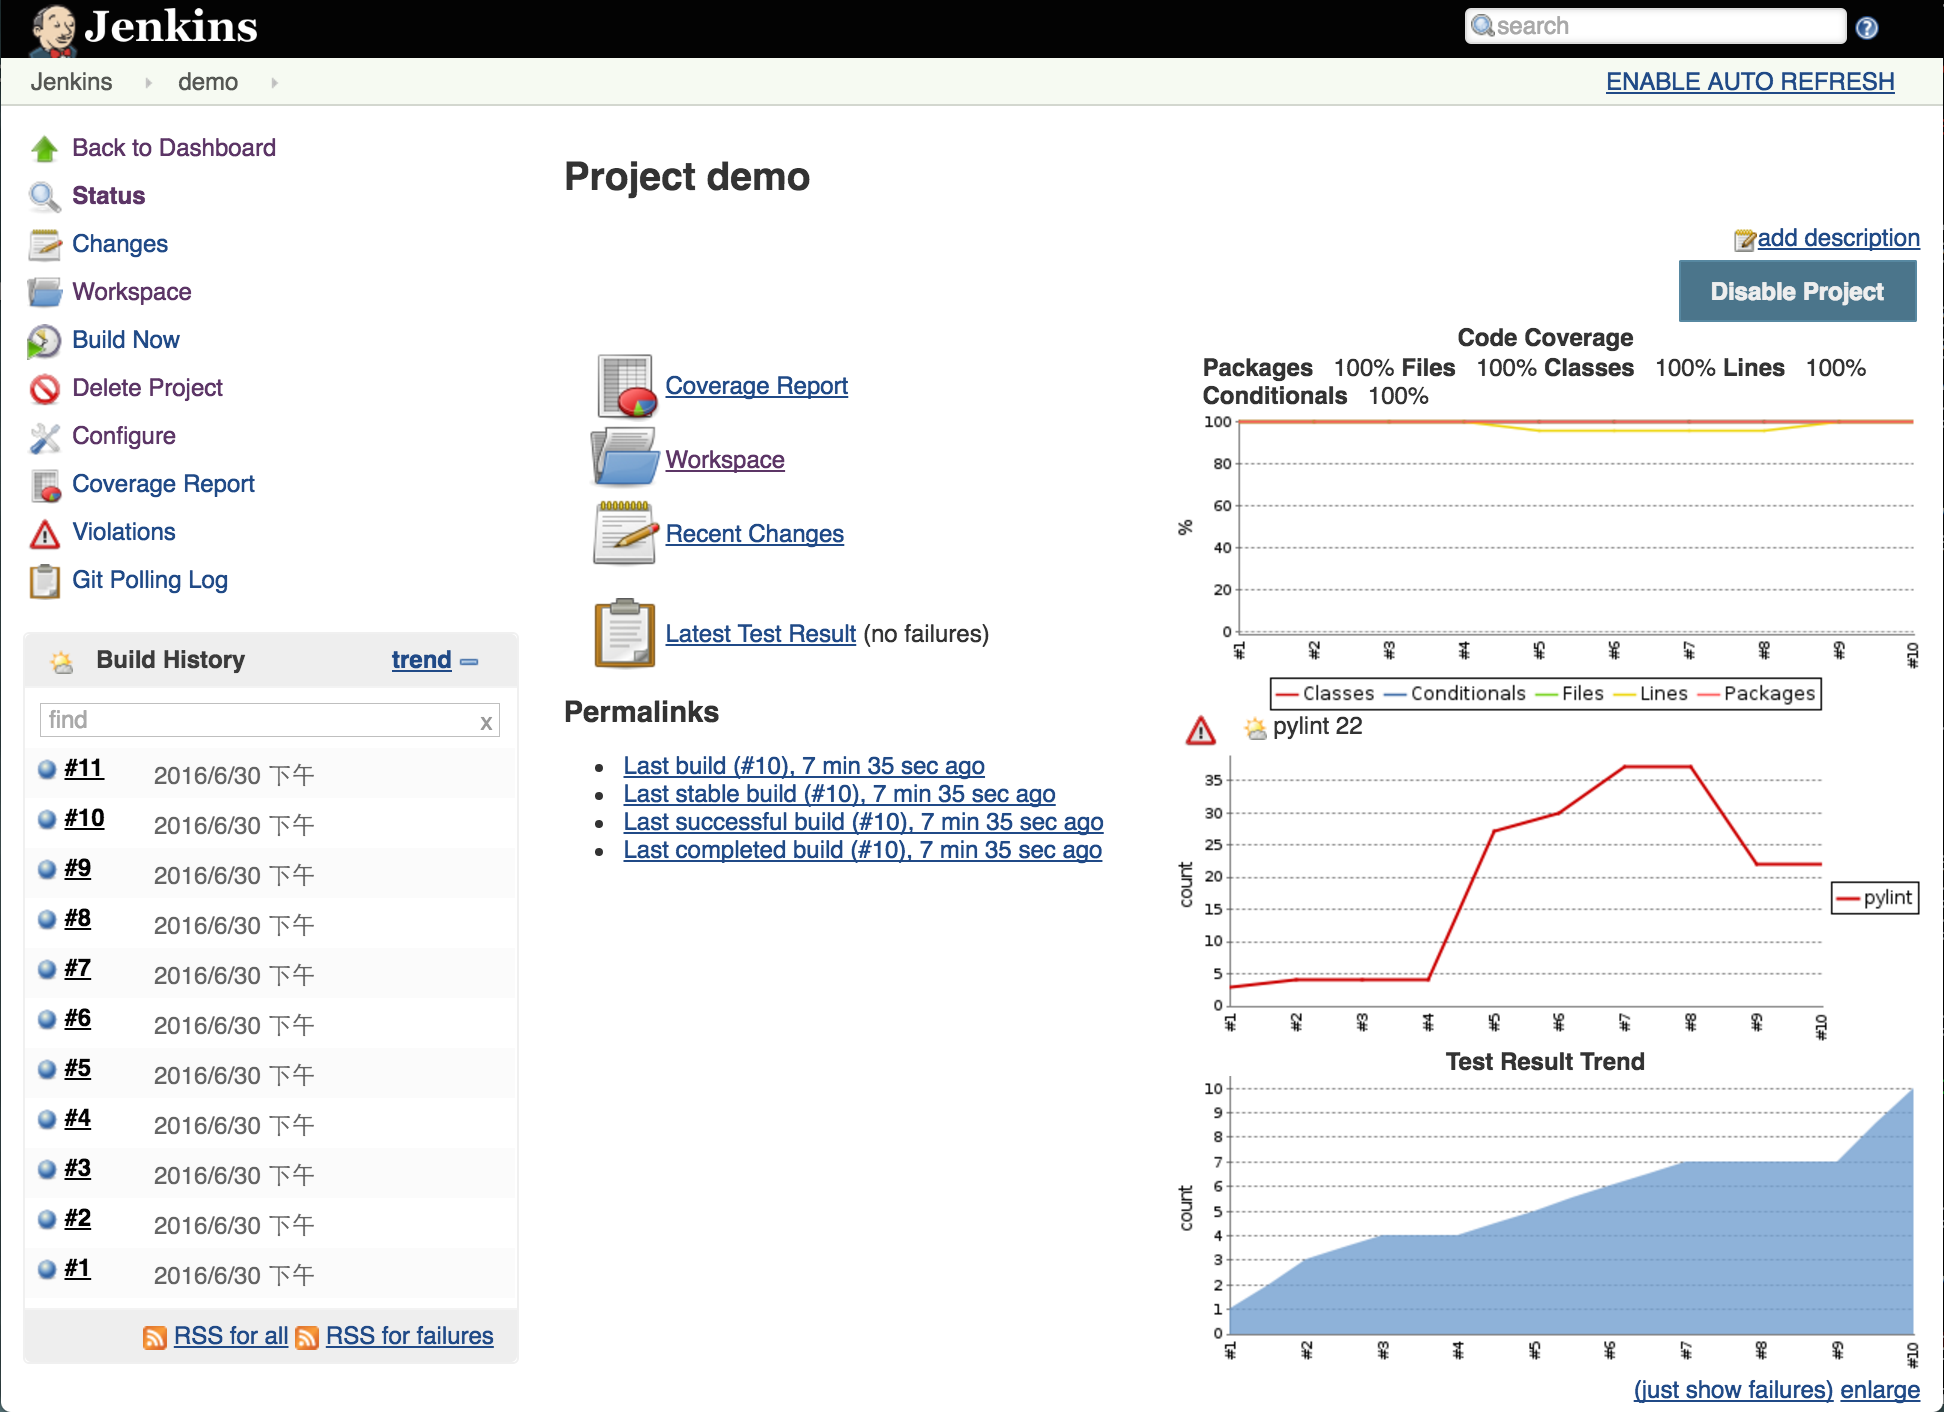 Jenkins
search
Jenkins demo
ENABLE AUTO REFRESH
Back to Dashboard
Status
Changes
Workspace
Build Now
Delete Project
Configure
Coverage Report
Violations
Git Polling Log
Build History trend
find x
#11 2016/6/30 下午
#10 2016/6/30 下午
#9 2016/6/30 下午
#8 2016/6/30 下午
#7 2016/6/30 下午
#6 2016/6/30 下午
#5 2016/6/30 下午
#4 2016/6/30 下午
#3 2016/6/30 下午
#2 2016/6/30 下午
#1 2016/6/30 下午
RSS for all RSS for failures
Project demo
add description
Disable Project
Coverage Report
Workspace
Recent Changes
Latest Test Result (no failures)
Permalinks
Last build (#10), 7 min 35 sec ago
Last stable build (#10), 7 min 35 sec ago
Last successful build (#10), 7 min 35 sec ago
Last completed build (#10), 7 min 35 sec ago
Code Coverage
Packages 100% Files 100% Classes 100% Lines 100%
Conditionals 100%
100
80
60
40
20
0
%
#1 #2 #3 #4 #5 #6 #7 #8 #9 #10
Classes Conditionals Files Lines Packages
pylint 22
35
30
25
20
15
10
5
0
count
#1 #2 #3 #4 #5 #6 #7 #8 #9 #10
pylint
Test Result Trend
10
9
8
7
6
5
4
3
2
1
0
count
#1 #2 #3 #4 #5 #6 #7 #8 #9 #10
(just show failures) enlarge